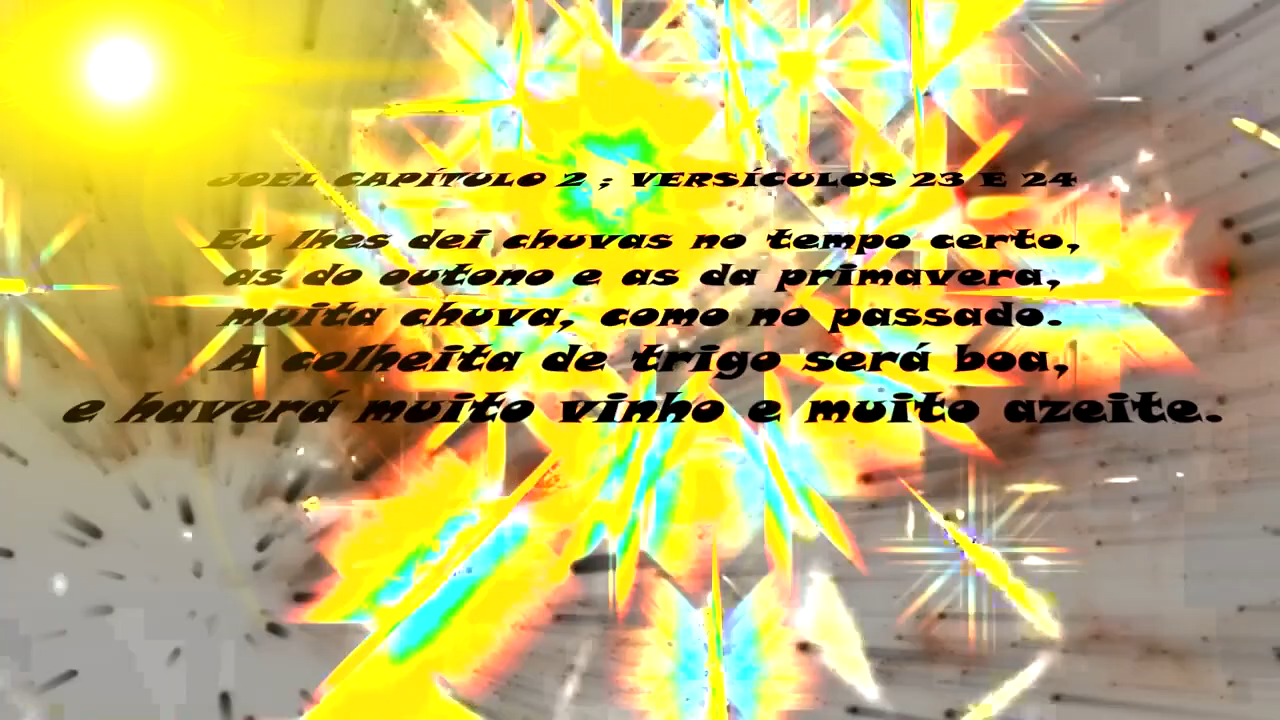 JOEL CAPÍTULO 2 ; VERSÍCULOS 23 E 24
Eu lhes dei chuvas no tempo certo,
as do outono e as da primavera,
muita chuva, como no passado.
A colheita de trigo será boa,
e haverá muito vinho e muito azeite.